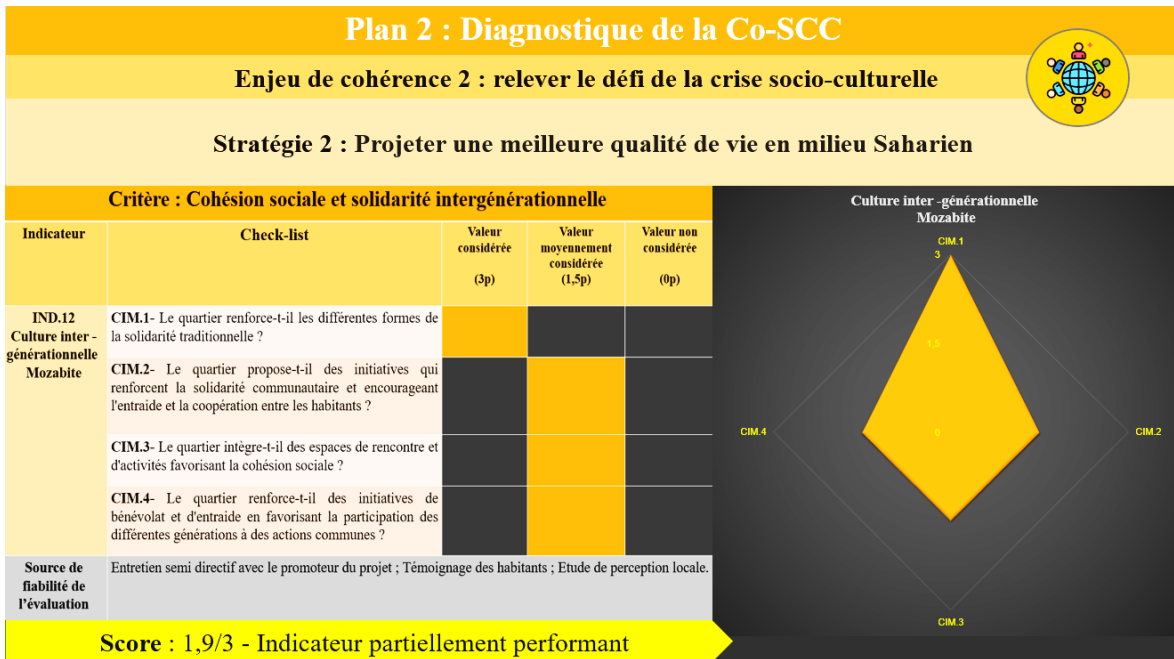 Plan 2 : Diagnostique de la Co-SCC
Enjeu de cohérence 2 : relever le défi de la crise socio-culturelle
Stratégie 2 : Projeter une meilleure qualité de vie en milieu Saharien
Critère : Cohésion sociale et solidarité intergénérationnelle
Indicateur
Check-list
Valeur
considérée
(3p)
Valeur
moyennement
considérée
(1,5p)
Valeur non
considérée
(0p)
IND.12
Culture inter -
générationnelle
Mozabite
CIM.1- Le quartier renforce-t-il les différentes formes de
la solidarité traditionnelle ?
CIM.2- Le quartier propose-t-il des initiatives qui
renforcent la solidarité communautaire et encourageant
l'entraide et la coopération entre les habitants ?
CIM.3- Le quartier intègre-t-il des espaces de rencontre et
d'activités favorisant la cohésion sociale ?
CIM.4- Le quartier renforce-t-il des initiatives de
bénévolat et d'entraide en favorisant la participation des
différentes générations à des actions communes ?
Source de
fiabilité de
l'évaluation
Entretien semi directif avec le promoteur du projet ; Témoignage des habitants ; Etude de perception locale.
Score : 1,9/3 - Indicateur partiellement performant
Culture inter -générationnelle
Mozabite
CIM.1
3
1,5
CIM.4
0
CIM.2
CIM.3